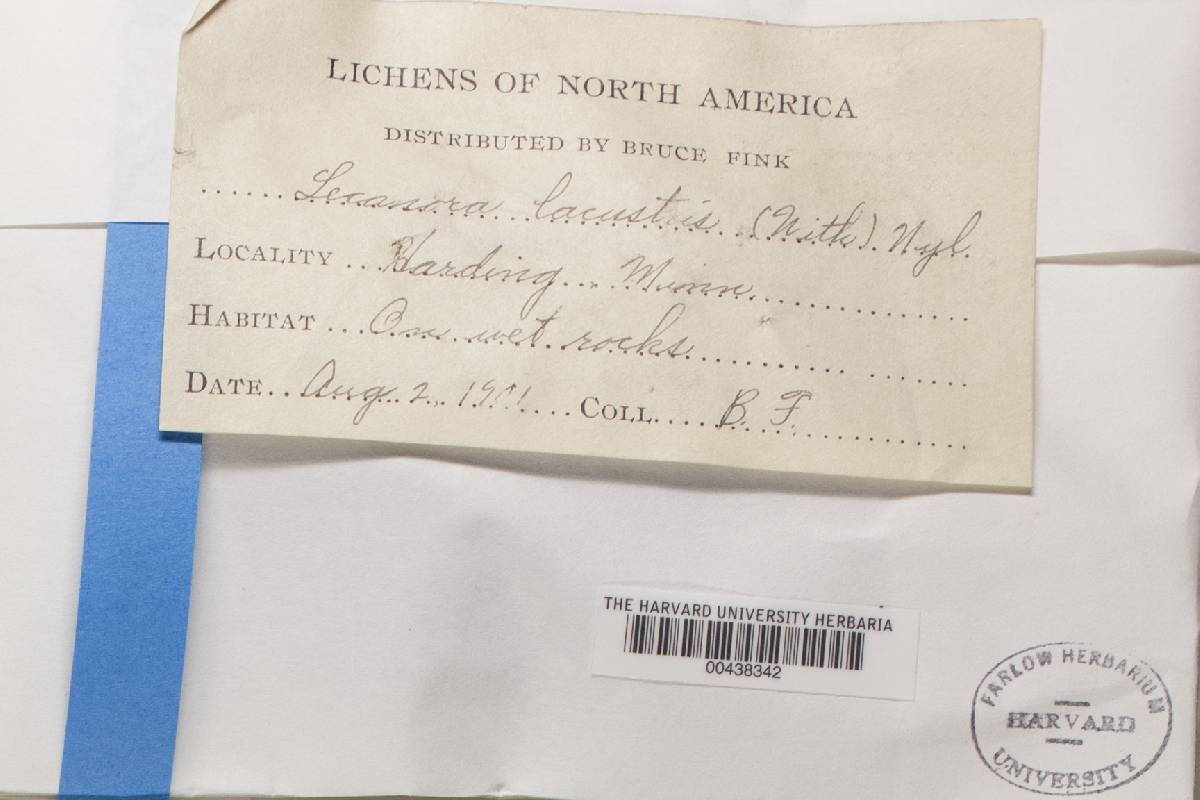 LICHENS OF NORTH AMERICA
DISTRIBUTED BY BRUCE FINK
Lecanora lacustris (With) Nyl.
LOCALITY Harding Minn
HABITAT On wet rocks
DATE Aug 2, 1901 COLL. B F
THE HARVARD UNIVERSITY HERBARIA
00438342
FARLOW HERBARIUM
HARVARD
UNIVERSITY